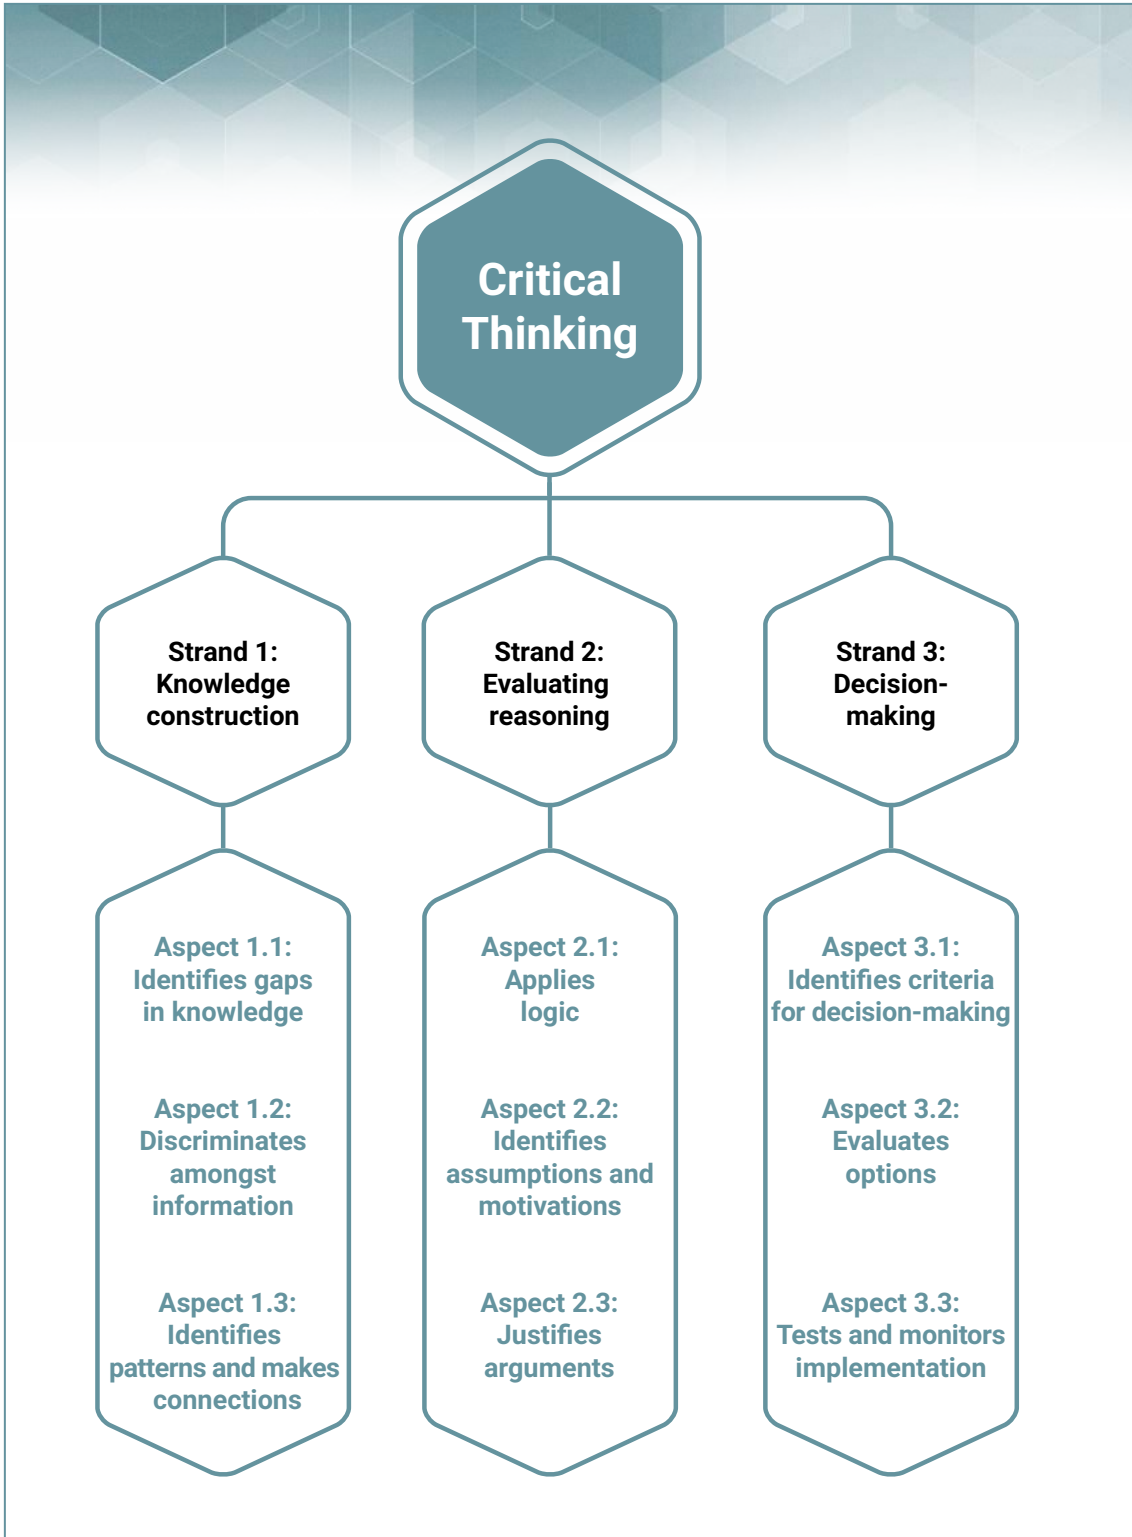 Critical
Thinking
Strand 1:
Knowledge
construction
Strand 2:
Evaluating
reasoning
Strand 3:
Decision-
making
Aspect 1.1:
Identifies gaps
in knowledge
Aspect 1.2:
Discriminates
amongst
information
Aspect 1.3:
Identifies
patterns and makes
connections
Aspect 2.1:
Applies
logic
Aspect 2.2:
Identifies
assumptions and
motivations
Aspect 2.3:
Justifies
arguments
Aspect 3.1:
Identifies criteria
for decision-making
Aspect 3.2:
Evaluates
options
Aspect 3.3:
Tests and monitors
implementation